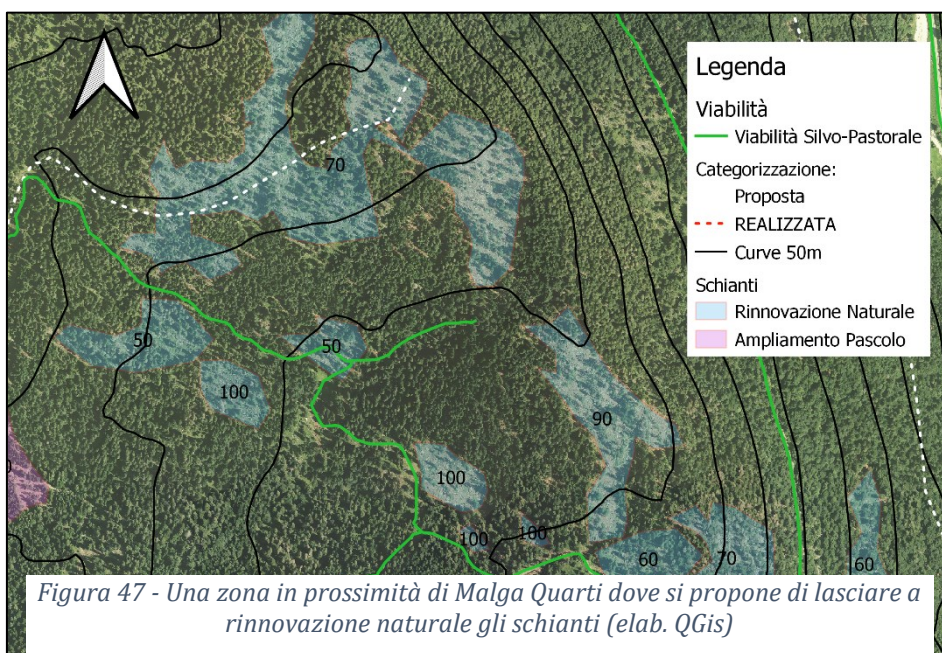 Legenda
Viabilità
Viabilità Silvo-Pastorale
Categorizzazione:
Proposta
REALIZZATA
Curve 50m
Schianti
Rinnovazione Naturale
Ampliamento Pascolo
70
50
50
100
90
100
100
100
60
70
60
0
Figura 47 - Una zona in prossimità di Malga Quarti dove si propone di lasciare a
rinnovazione naturale gli schianti (elab. QGis)